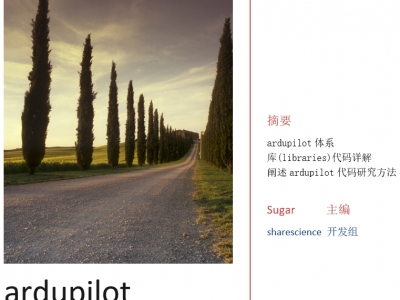 摘要
ardupilot 体系
库(libraries)代码详解
阐述 ardupilot 代码研究方法
Sugar 主编
sharescience 开发组
ardupilot